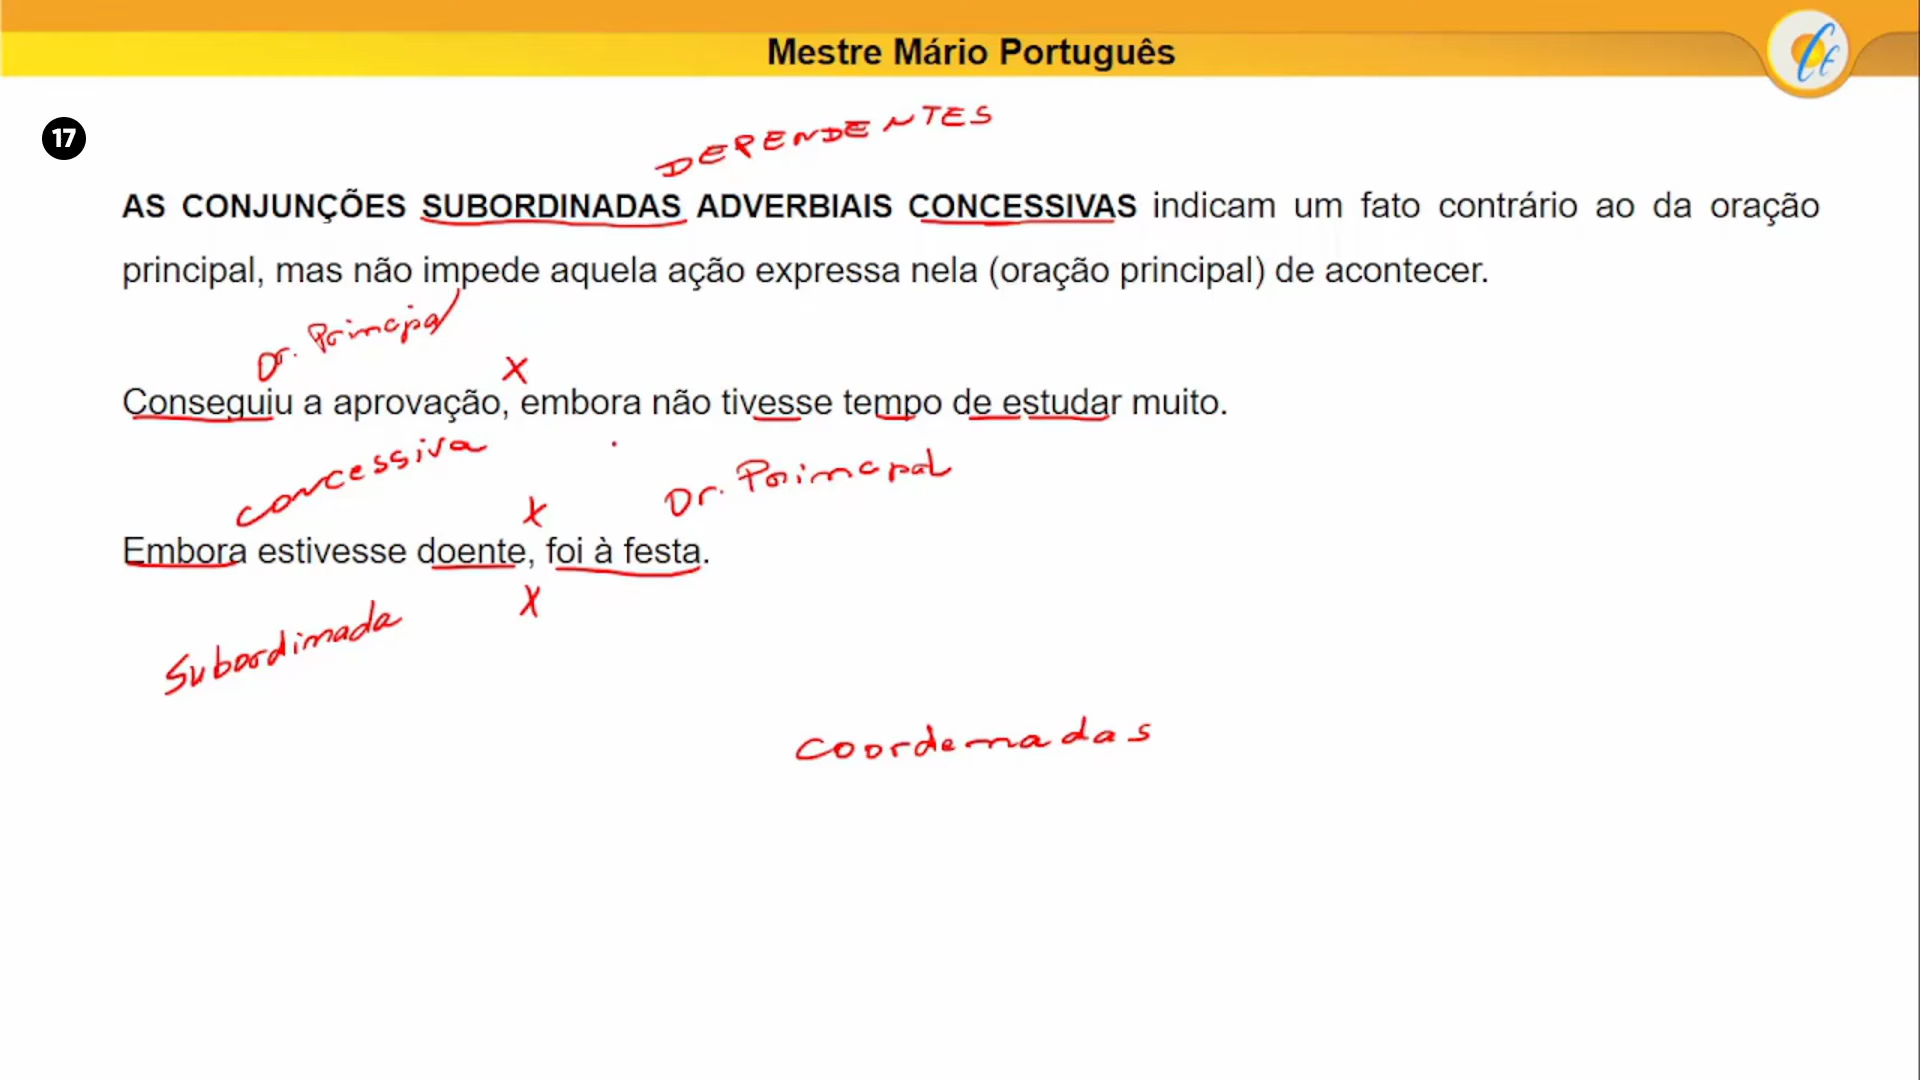 Mestre Mário Português
17
DEPENDENTES
AS CONJUNÇÕES SUBORDINADAS ADVERBIAIS CONCESSIVAS indicam um fato contrário ao da oração
principal, mas não impede aquela ação expressa nela (oração principal) de acontecer.
Or. Principal
X
Conseguiu a aprovação, embora não tivesse tempo de estudar muito.
concessiva
X
Or. Principal
Embora estivesse doente, foi à festa.
X
Subordinada
Coordenadas